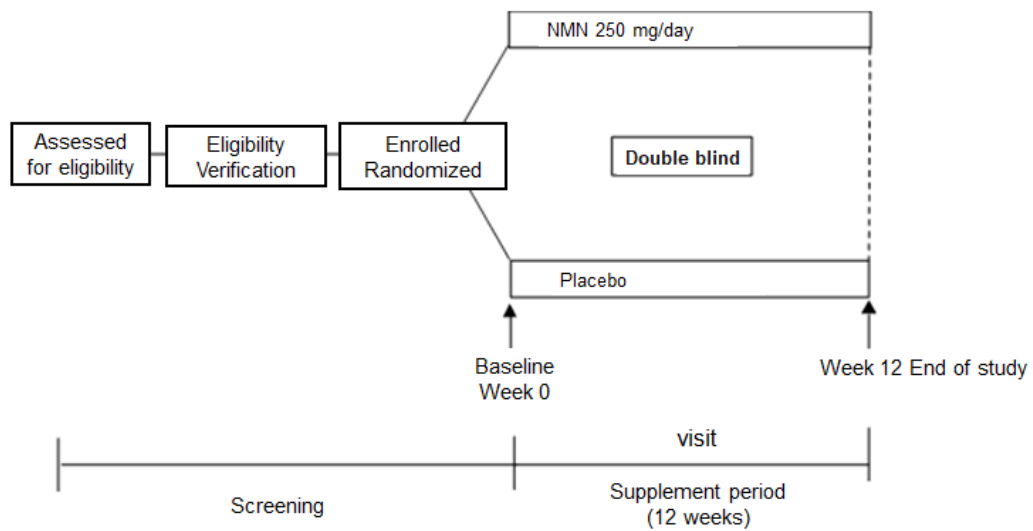 NMN 250 mg/day
Assessed
for eligibility
Eligibility
Verification
Enrolled
Randomized
Double blind
Placebo
Baseline
Week 0
Week 12 End of study
visit
Screening
Supplement period
(12 weeks)